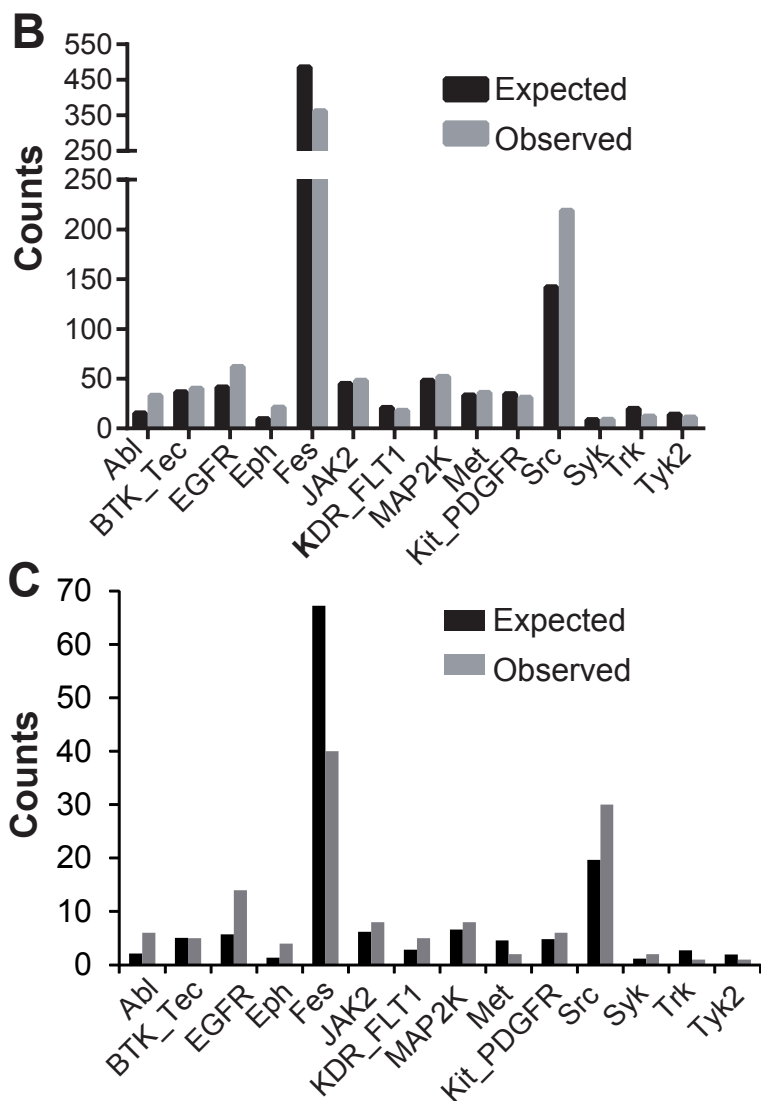 B
550
450
350
250
250
200
150
100
50
0
Counts
Expected
Observed
Abl
BTK_Tec
EGFR
Eph
Fes
JAK2
KDR_FLT1
MAP2K
Met
Kit_PDGFR
Src
Syk
Trk
Tyk2
C
70
60
50
40
30
20
10
0
Counts
Expected
Observed
Abl
BTK_Tec
EGFR
Eph
Fes
JAK2
KDR_FLT1
MAP2K
Met
Kit_PDGFR
Src
Syk
Trk
Tyk2